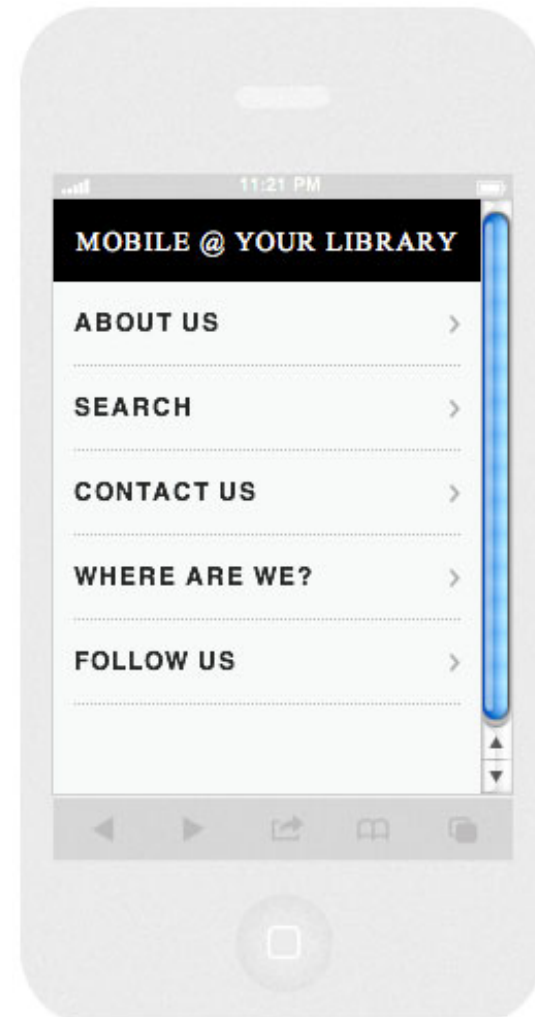 11:21 PM
MOBILE @ YOUR LIBRARY
ABOUT US
SEARCH
CONTACT US
WHERE ARE WE?
FOLLOW US